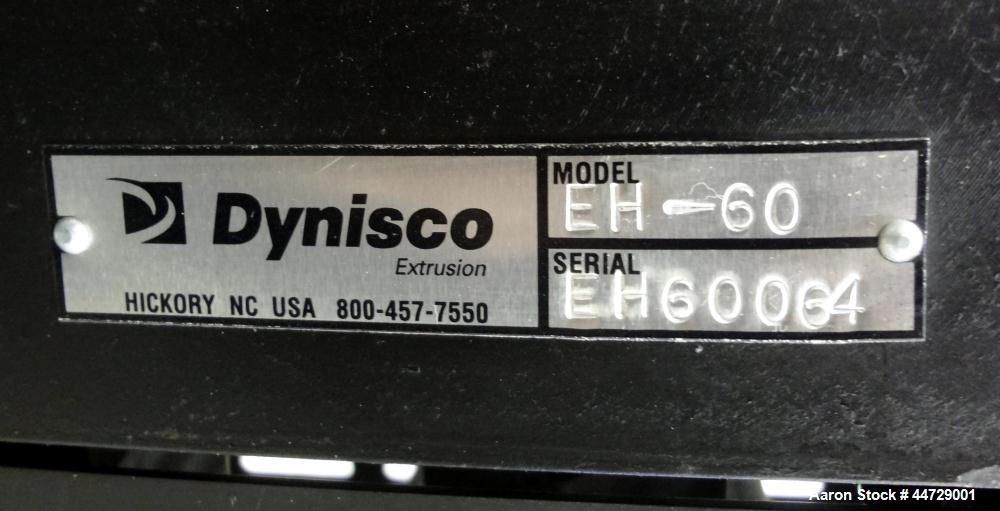 Dynisco
Extrusion
HICKORY NC USA 800-457-7550
MODEL
EH-60
SERIAL
EH60064
Aaron Stock # 44729001